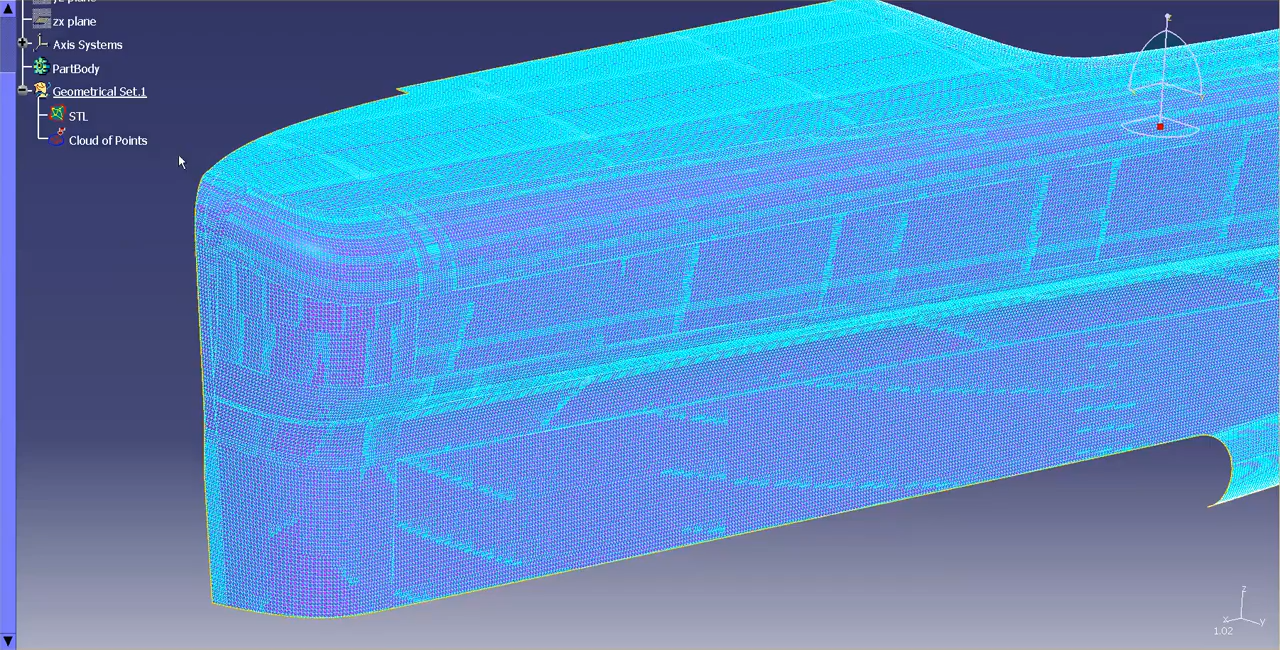 zx plane
Axis Systems
PartBody
Geometrical Set.1
STL
Cloud of Points
z
x
y
1.02